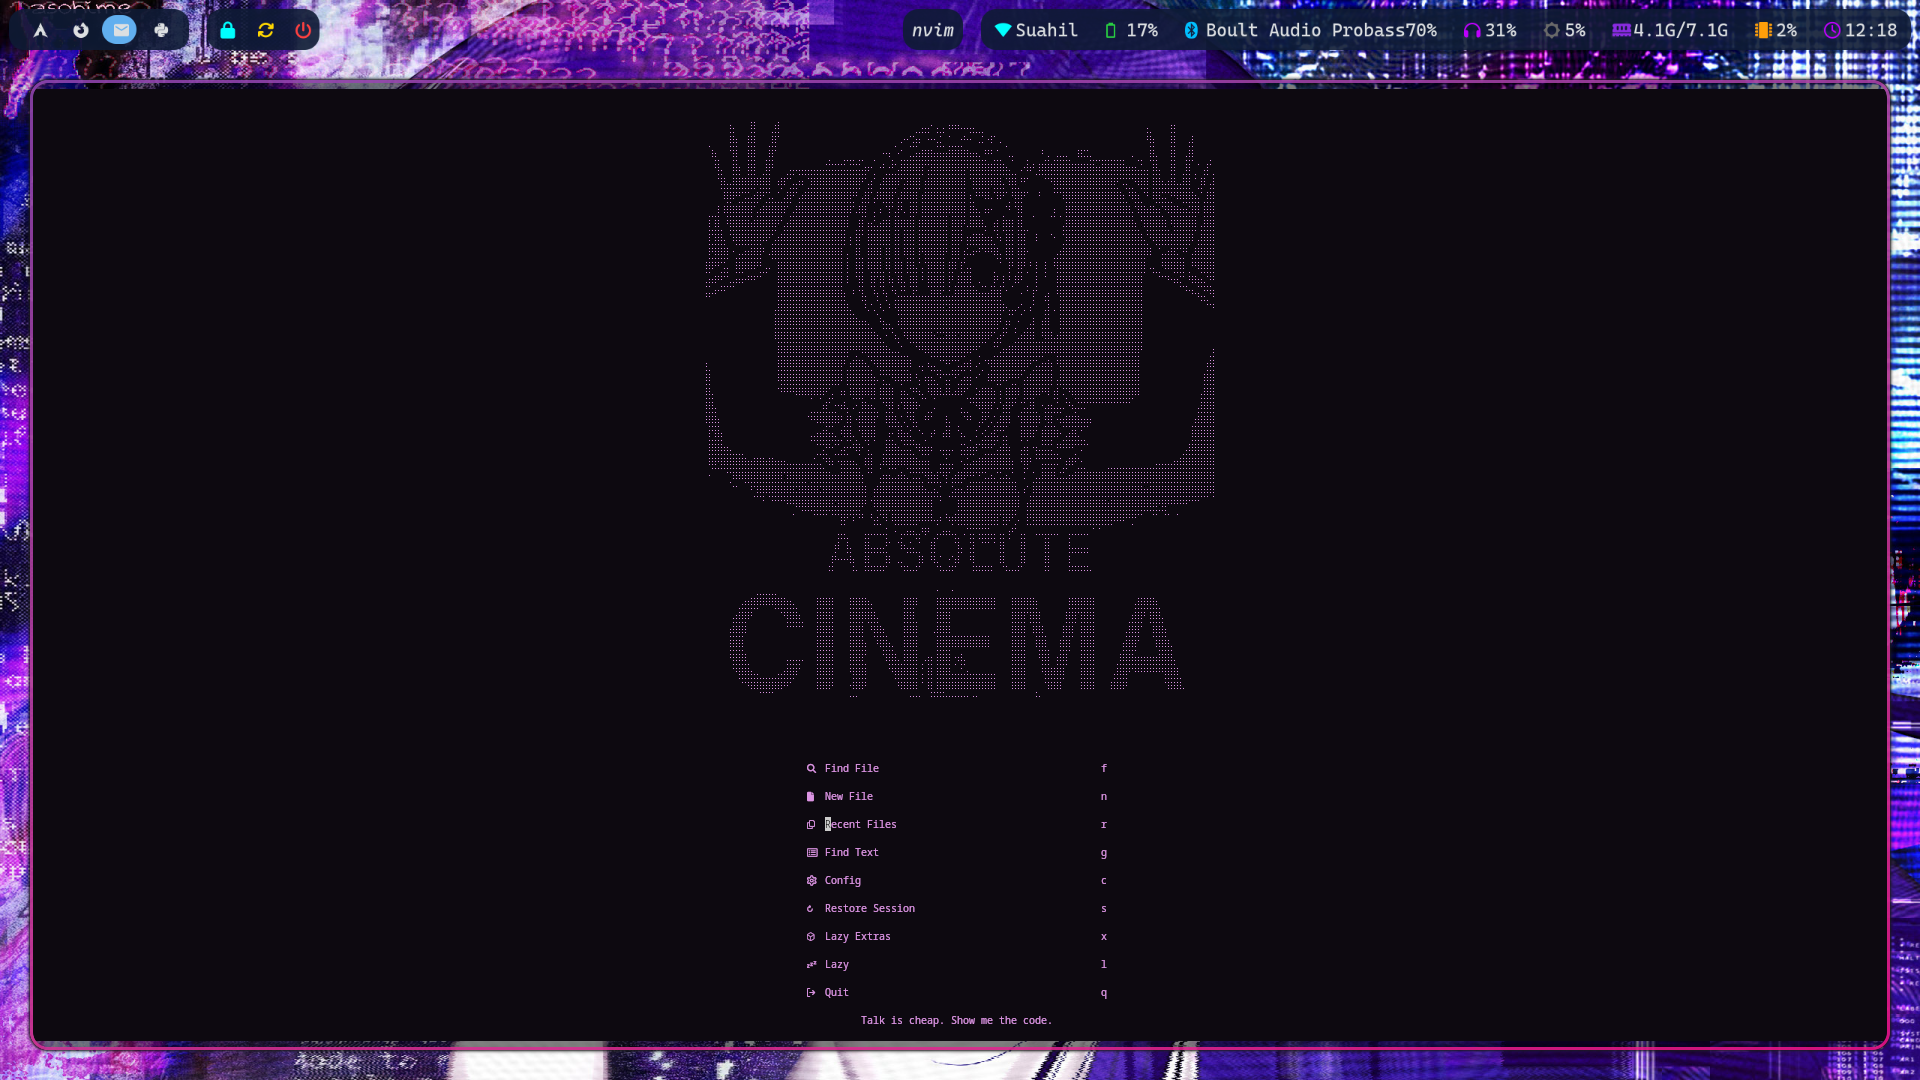 nvim
Suahil 17% Boult Audio Probass70% 31% 5% 4.1G/7.1G 2% 12:18
ABSOLUTE
CINEMA
Find File f
New File n
Recent Files r
Find Text g
Config c
Restore Session s
Lazy Extras x
Lazy l
Quit q
Talk is cheap. Show me the code.